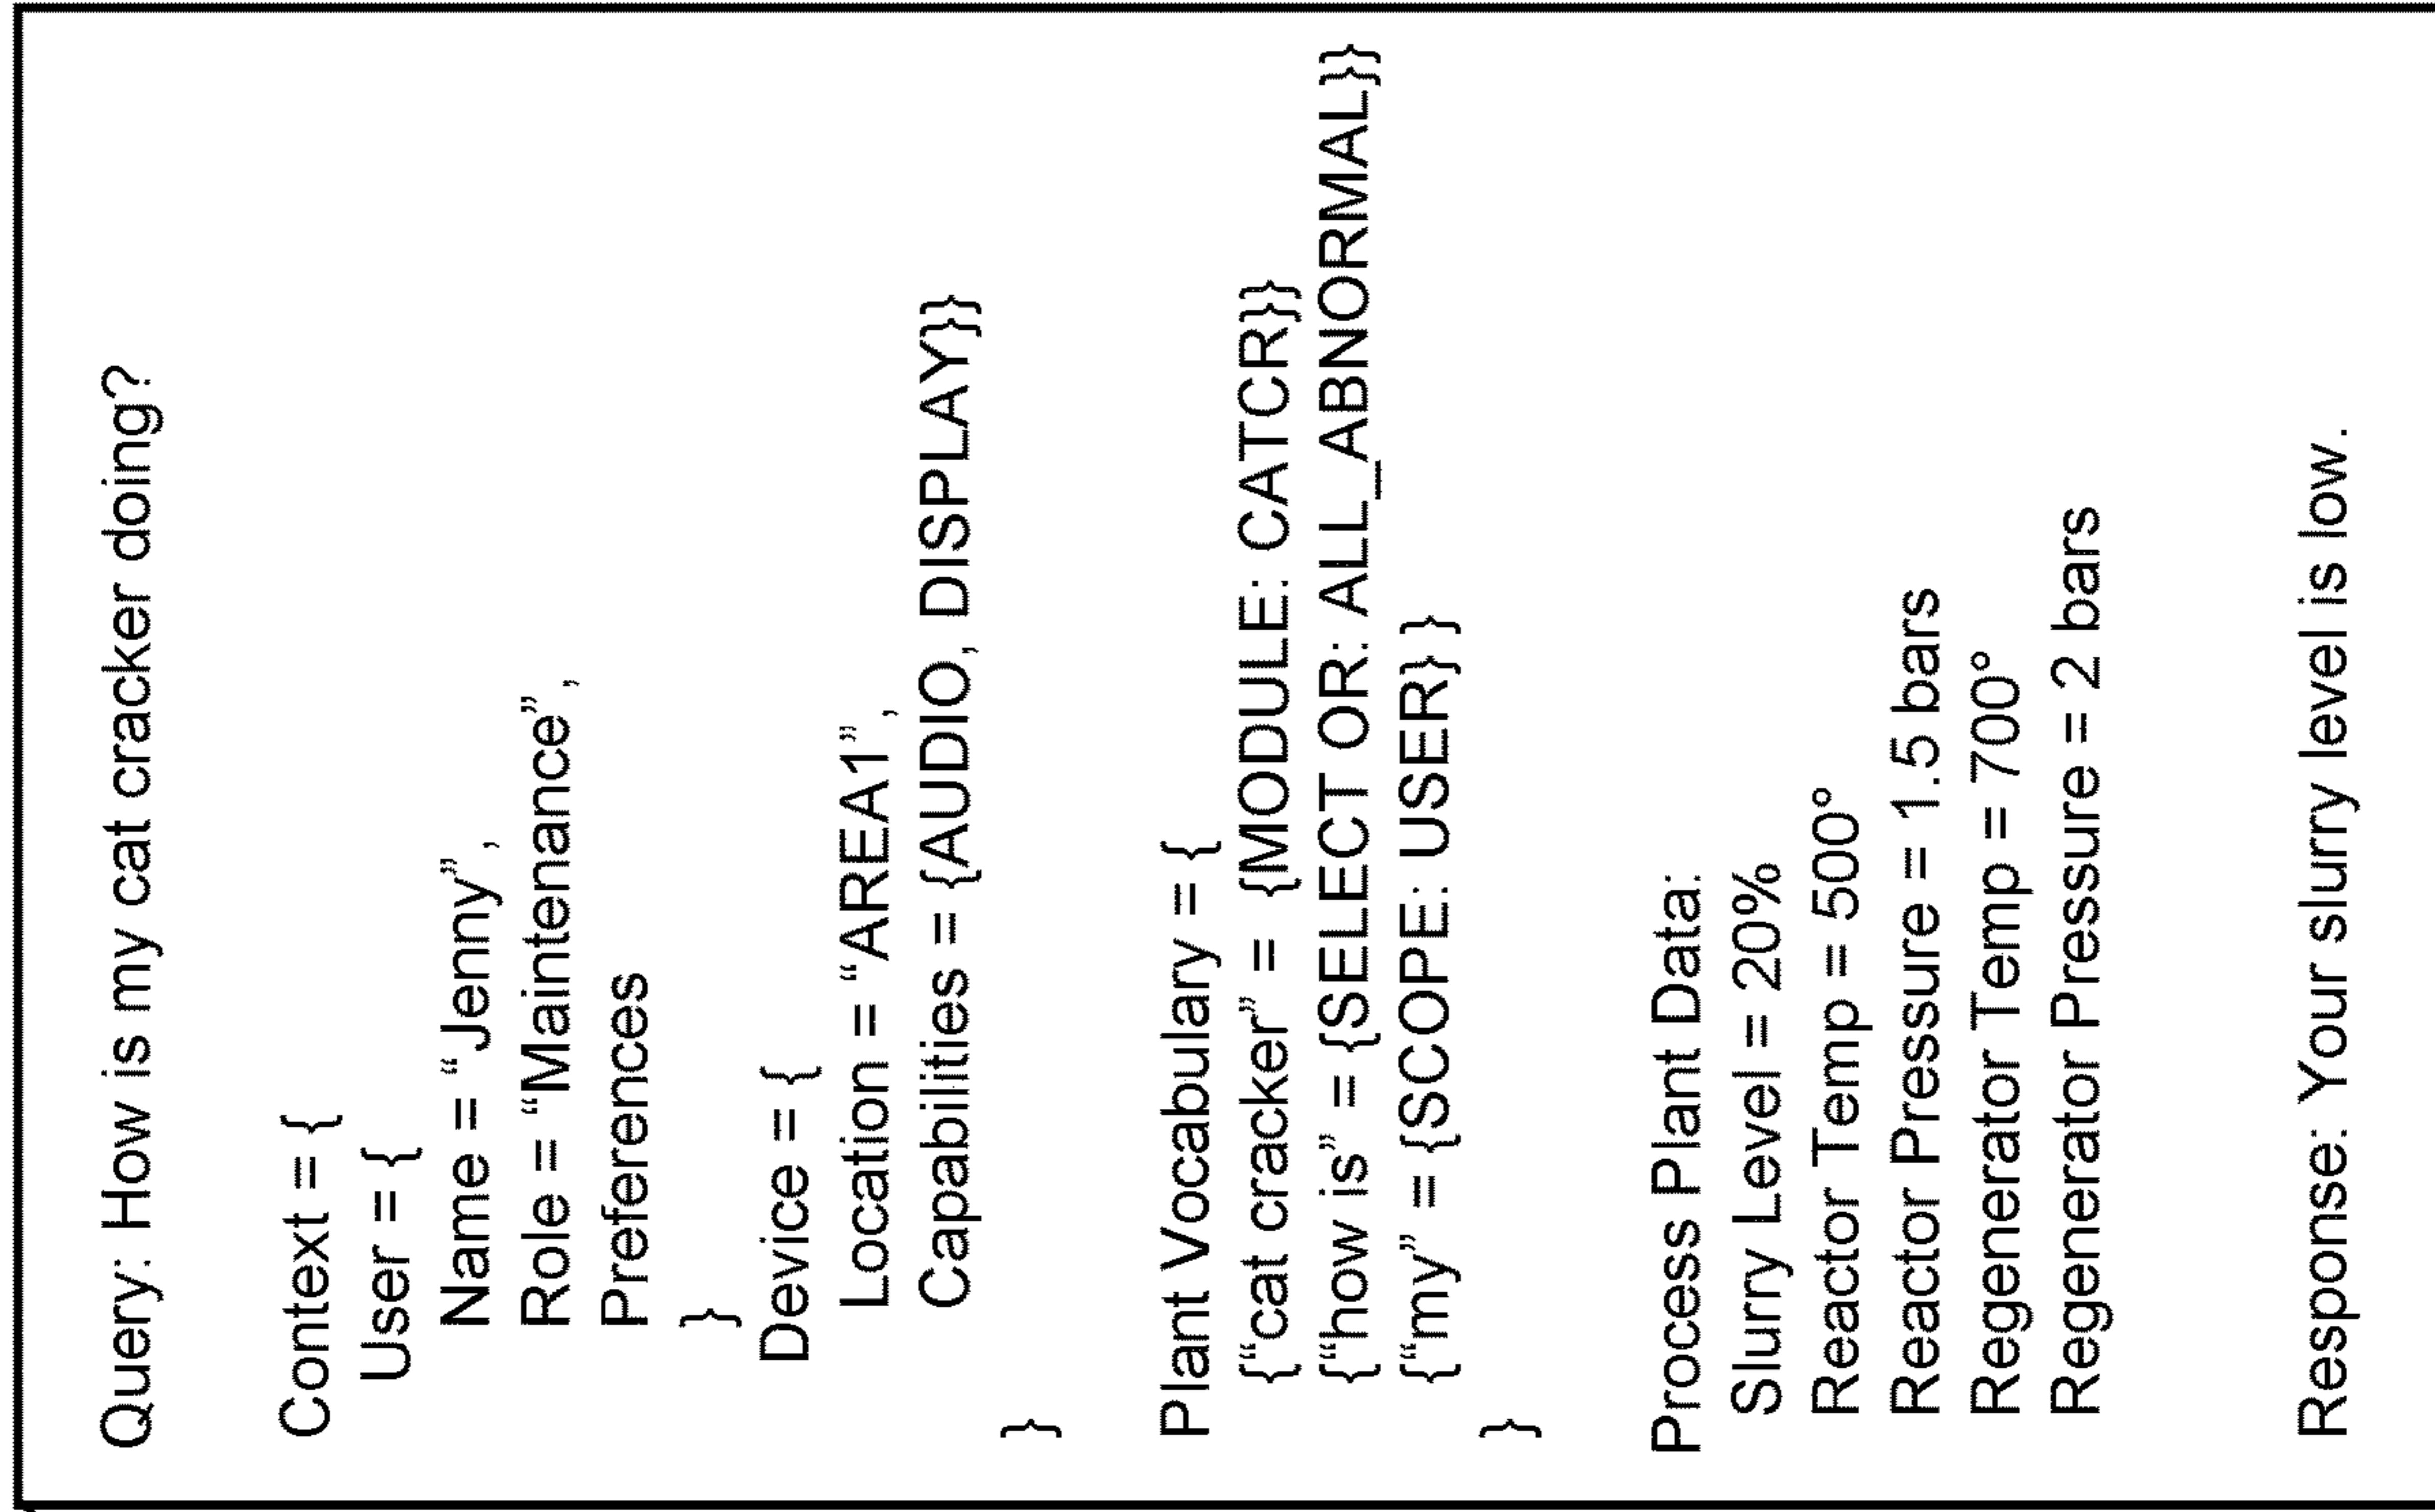 Query: How is my cat cracker doing?
Context = {
User = {
Name = “Jenny”,
Role = “Maintenance”,
Preferences
}
Device = {
Location = “AREA1”,
Capabilities = {AUDIO, DISPLAY}}
}
Plant Vocabulary = {
{“cat cracker” = {MODULE: CATCR}}
{“how is” = {SELECT OR: ALL_ABNORMAL}}
{“my” = {SCOPE: USER} }
}
Process Plant Data:
Slurry Level = 20%
Reactor Temp = 500°
Reactor Pressure = 1.5 bars
Regenerator Temp = 700°
Regenerator Pressure = 2 bars
Response: Your slurry level is low.